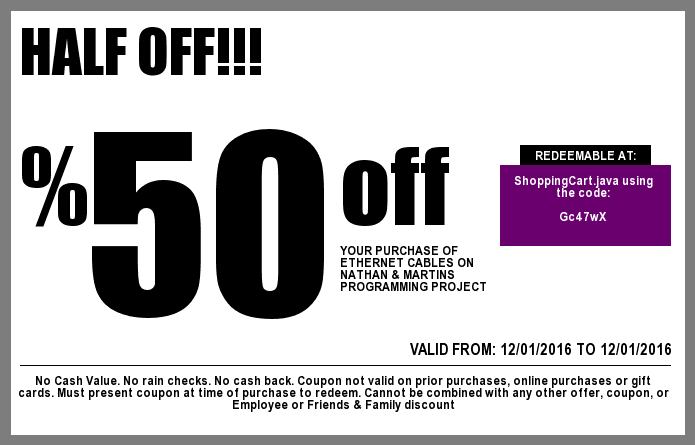 HALF OFF!!!
%50 off
YOUR PURCHASE OF
ETHERNET CABLES ON
NATHAN & MARTINS
PROGRAMMING PROJECT
REDEEMABLE AT:
ShoppingCart.java using
the code:
Gc47wX
VALID FROM: 12/01/2016 TO 12/01/2016
No Cash Value. No rain checks. No cash back. Coupon not valid on prior purchases, online purchases or gift
cards. Must present coupon at time of purchase to redeem. Cannot be combined with any other offer, coupon, or
Employee or Friends & Family discount